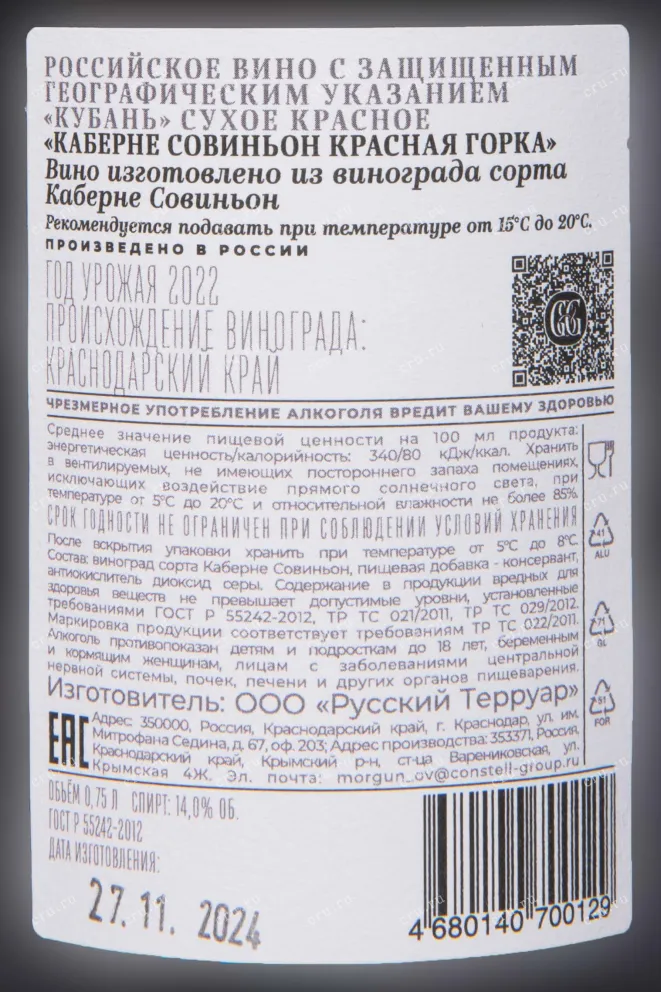 РОССИЙСКОЕ ВИНО С ЗАЩИЩЕННЫМ
ГЕОГРАФИЧЕСКИМ УКАЗАНИЕМ
«КУБАНЬ» СУХОЕ КРАСНОЕ
«КАБЕРНЕ СОВИНЬОН КРАСНАЯ ГОРКА»
Вино изготовлено из винограда сорта
Каберне Совиньон
Рекомендуется подавать при температуре от 15°С до 20°С.
ПРОИЗВЕДЕНО В РОССИИ
ГОД УРОЖАЯ 2022
ПРОИСХОЖДЕНИЕ ВИНОГРАДА:
КРАСНОДАРСКИЙ КРАЙ
ЧРЕЗМЕРНОЕ УПОТРЕБЛЕНИЕ АЛКОГОЛЯ ВРЕДИТ ВАШЕМУ ЗДОРОВЬЮ
Среднее значение пищевой ценности на 100 мл продукта:
энергетическая ценность/калорийность: 340/80 кДж/ккал. Хранить
в вентилируемых, не имеющих постороннего запаха помещениях,
исключающих воздействие прямого солнечного света, при
температуре от 5°С до 20°С и относительной влажности не более 85%.
СРОК ГОДНОСТИ НЕ ОГРАНИЧЕН ПРИ СОБЛЮДЕНИИ УСЛОВИЙ ХРАНЕНИЯ
После вскрытия упаковки хранить при температуре от 5°С до 8°С.
Состав: виноград сорта Каберне Совиньон, пищевая добавка - консервант,
антиокислитель диоксид серы. Содержание в продукции вредных для
здоровья веществ не превышает допустимые уровни, установленные
требованиями ГОСТ Р 55242-2012, ТР ТС 021/2011, ТР ТС 029/2012.
Маркировка продукции соответствует требованиям ТР ТС 022/2011.
Алкоголь противопоказан детям и подросткам до 18 лет, беременным
и кормящим женщинам, лицам с заболеваниями центральной
нервной системы, почек, печени и других органов пищеварения.
41
ALU
71
GL
51
FOR
Изготовитель: ООО «Русский Терруар»
ЕАС
Адрес: 350000, Россия, Краснодарский край, г. Краснодар, ул. им.
Митрофана Седина, д. 67, оф. 203; Адрес производства: 353371, Россия,
Краснодарский край, Крымский р-н, ст-ца Варениковская, ул.
Крымская 4Ж. Эл. почта: morgun_av@constell-group.ru
ОБЪЁМ 0,75 Л СПИРТ: 14,0% ОБ.
ГОСТ Р 55242-2012
ДАТА ИЗГОТОВЛЕНИЯ:
27. 11. 2024
4 680140 700129